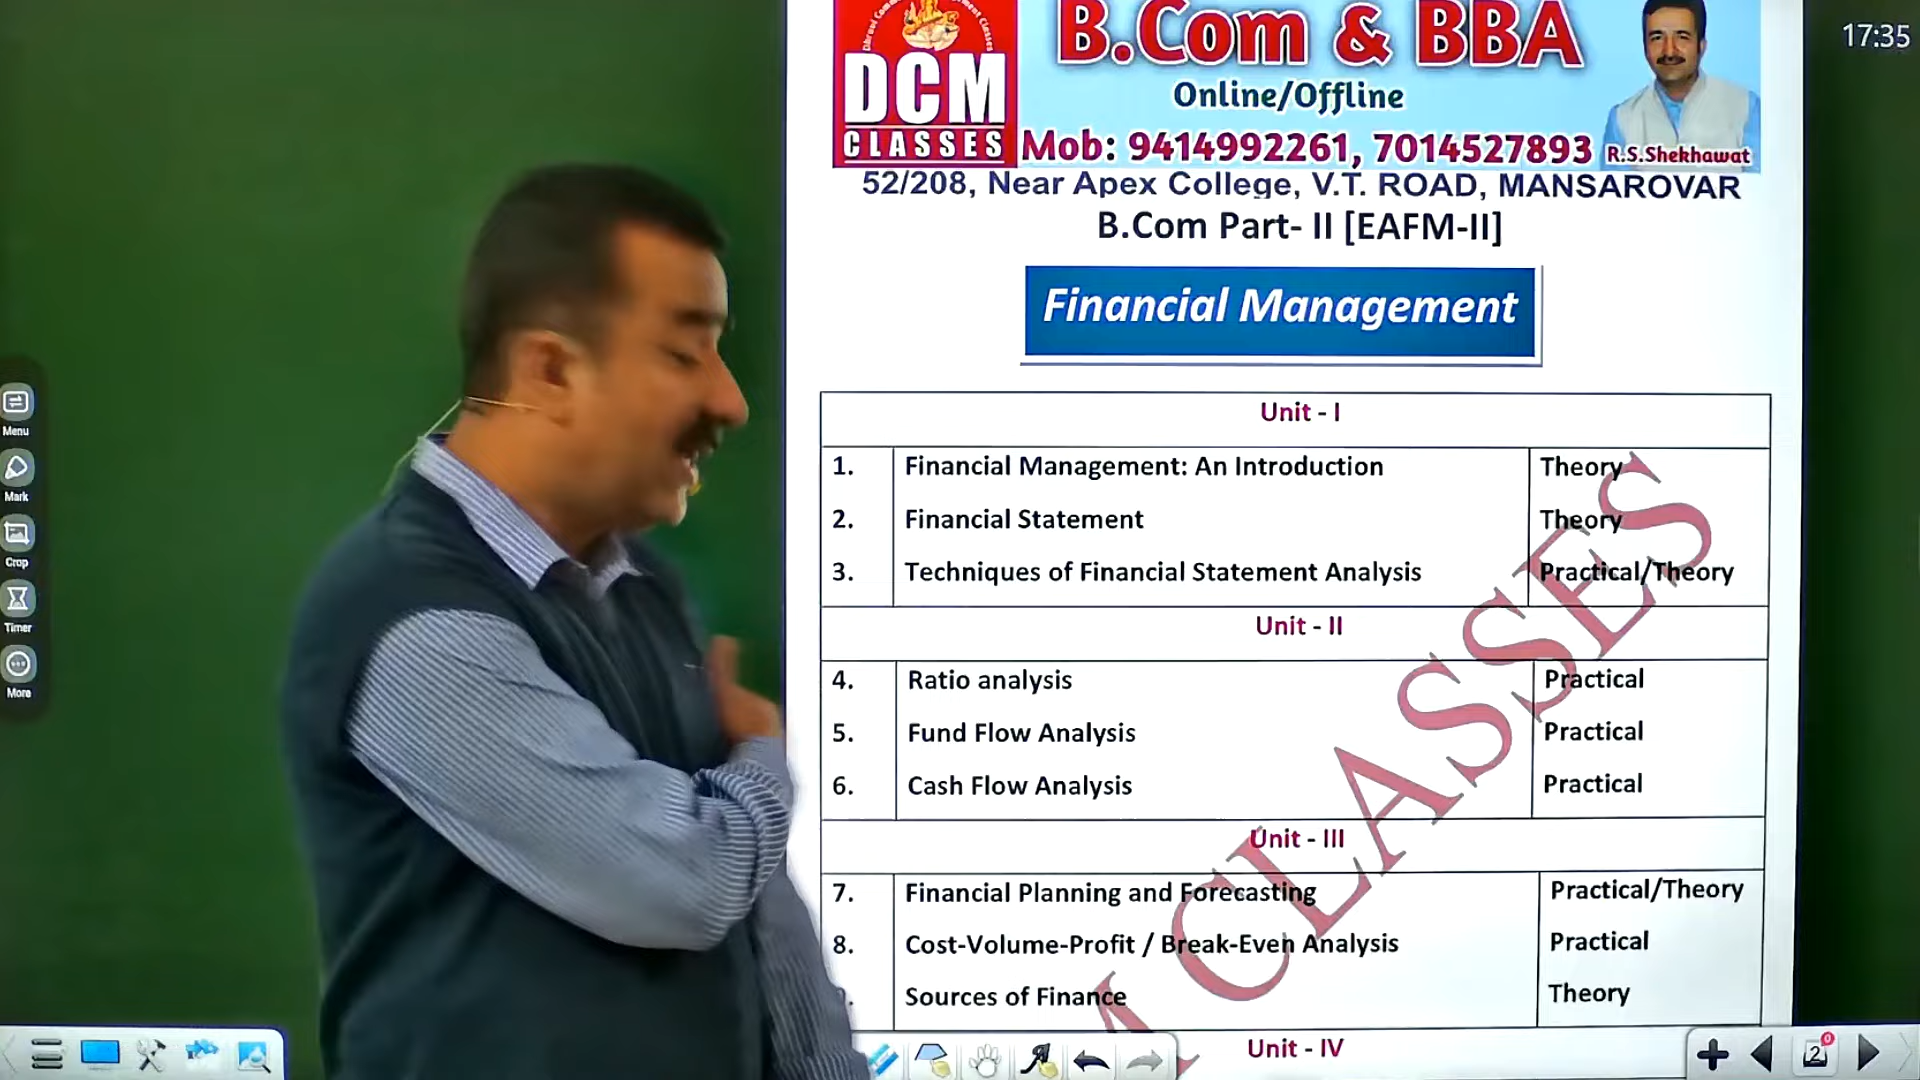 B.Com & BBA
17:35
Online/Offline
DCM
CLASSES
Mob: 9414992261, 7014527893
R.S.Shekhawat
52/208, Near Apex College, V.T. ROAD, MANSAROVAR
B.Com Part- II [EAFM-II]
Financial Management
Unit - I
1. Financial Management: An Introduction Theory
2. Financial Statement Theory
3. Techniques of Financial Statement Analysis Practical/Theory
Unit - II
4. Ratio analysis Practical
5. Fund Flow Analysis Practical
6. Cash Flow Analysis Practical
Unit - III
7. Financial Planning and Forecasting Practical/Theory
8. Cost-Volume-Profit / Break-Even Analysis Practical
Sources of Finance Theory
Unit - IV
M CLASSES
Menu
Mark
Crop
Timer
More
2
0